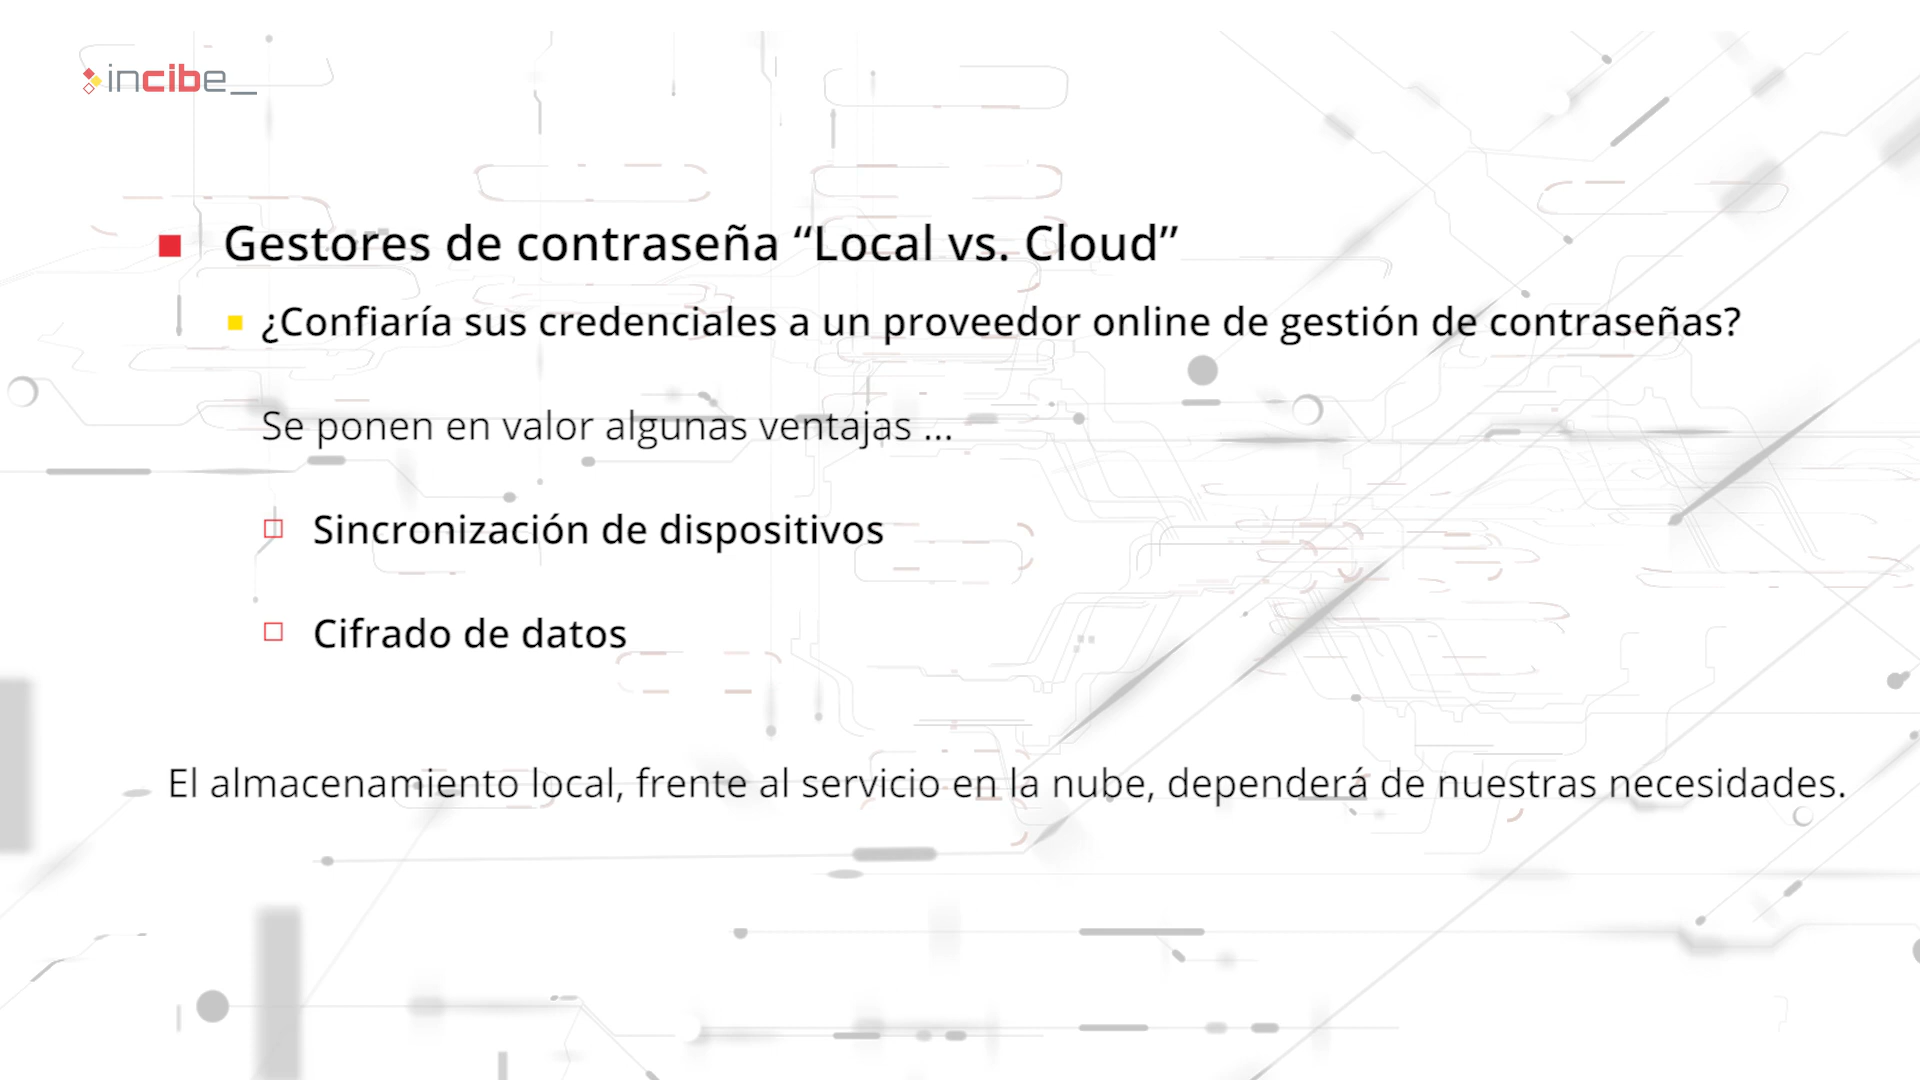 incibe_
Gestores de contraseña “Local vs. Cloud”
¿Confiaría sus credenciales a un proveedor online de gestión de contraseñas?
Se ponen en valor algunas ventajas ...
Sincronización de dispositivos
Cifrado de datos
El almacenamiento local, frente al servicio en la nube, dependerá de nuestras necesidades.